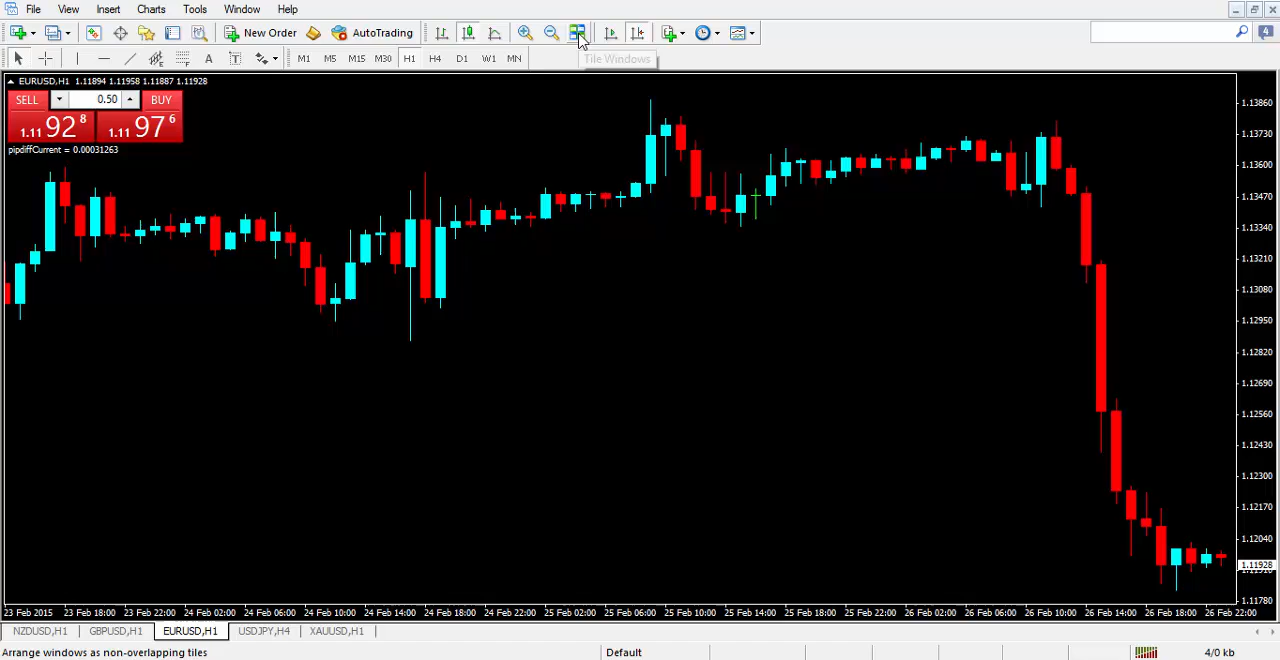 File View Insert Charts Tools Window Help
New Order AutoTrading
4
Tile Windows
A T M1 M5 M15 M30 H1 H4 D1 W1 MN
EURUSD,H1 1.11894 1.11958 1.11887 1.11928
SELL 0.50 BUY
1.11 92 8 1.11 97 6
pipdiffCurrent = 0.00031263
1.13860
1.13730
1.13600
1.13470
1.13340
1.13210
1.13080
1.12950
1.12820
1.12690
1.12560
1.12430
1.12300
1.12170
1.12040
1.11928
1.11780
23 Feb 2015 23 Feb 18:00 23 Feb 22:00 24 Feb 02:00 24 Feb 06:00 24 Feb 10:00 24 Feb 14:00 24 Feb 18:00 24 Feb 22:00 25 Feb 02:00 25 Feb 06:00 25 Feb 10:00 25 Feb 14:00 25 Feb 18:00 25 Feb 22:00 26 Feb 02:00 26 Feb 06:00 26 Feb 10:00 26 Feb 14:00 26 Feb 18:00 26 Feb 22:00
NZDUSD,H1 GBPUSD,H1 EURUSD,H1 USDJPY,H4 XAUUSD,H1
Arrange windows as non-overlapping tiles Default 4/0 kb